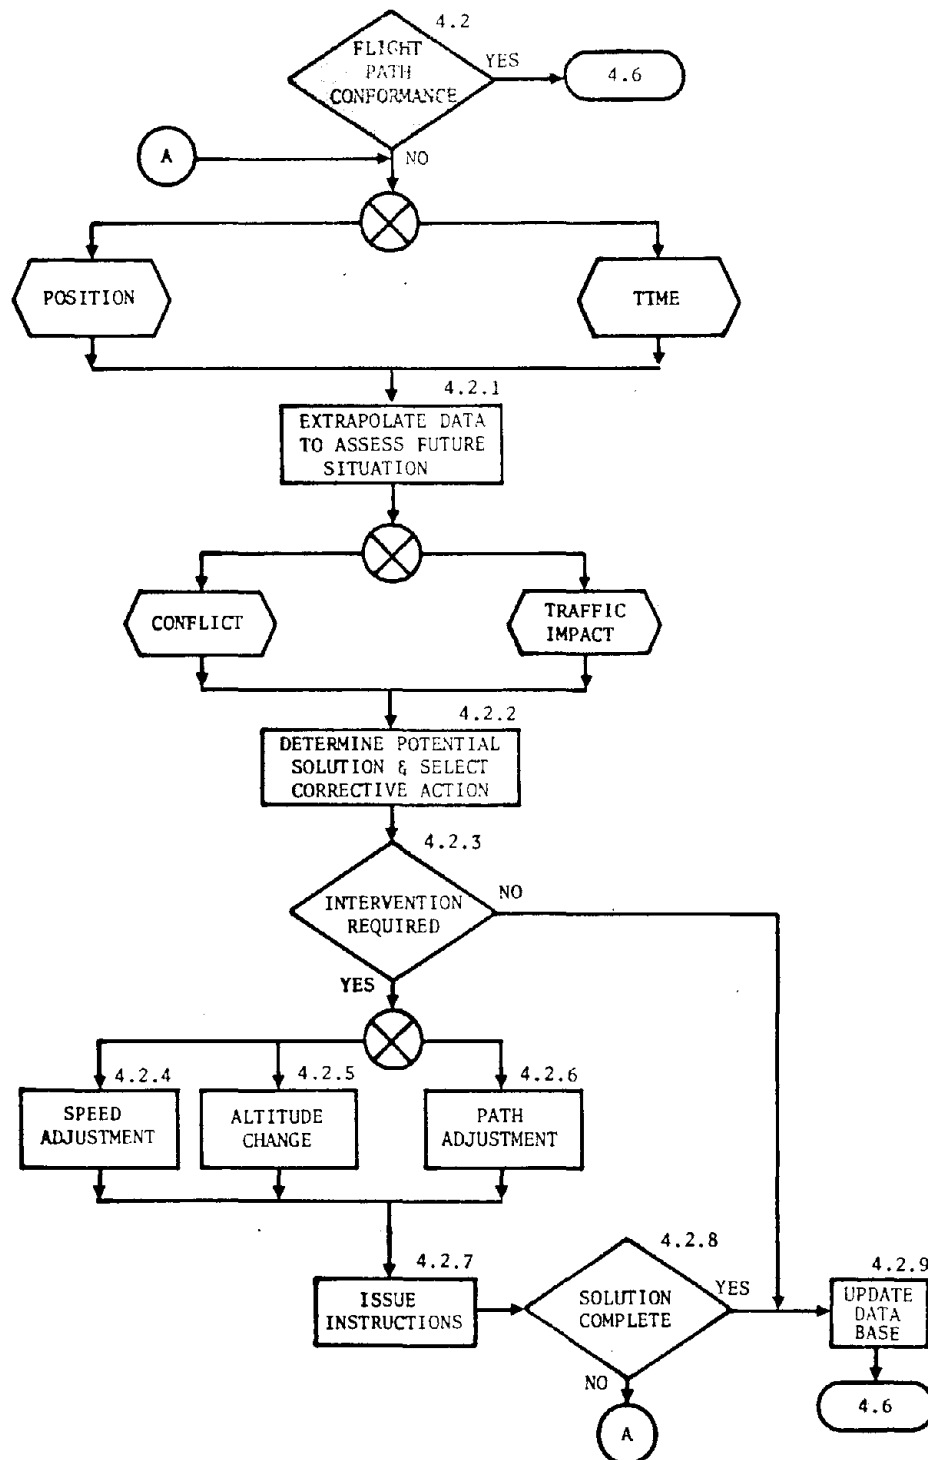 4.2
FLIGHT
PATH
CONFORMANCE
YES
4.6
A
NO
POSITION
TIME
4.2.1
EXTRAPOLATE DATA
TO ASSESS FUTURE
SITUATION
CONFLICT
TRAFFIC
IMPACT
4.2.2
DETERMINE POTENTIAL
SOLUTION & SELECT
CORRECTIVE ACTION
4.2.3
INTERVENTION
REQUIRED
NO
YES
4.2.4
SPEED
ADJUSTMENT
4.2.5
ALTITUDE
CHANGE
4.2.6
PATH
ADJUSTMENT
4.2.7
ISSUE
INSTRUCTIONS
4.2.8
SOLUTION
COMPLETE
YES
NO
A
4.2.9
UPDATE
DATA
BASE
4.6